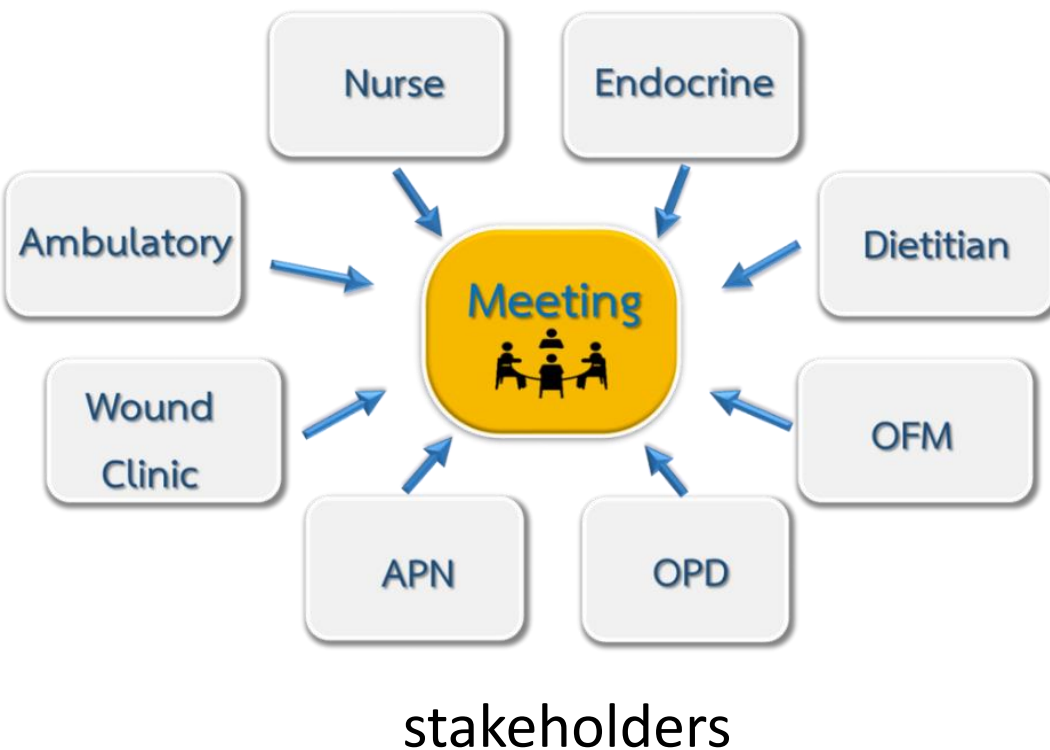 Nurse
Endocrine
Ambulatory
Dietitian
Meeting
Wound
Clinic
OFM
APN
OPD
stakeholders